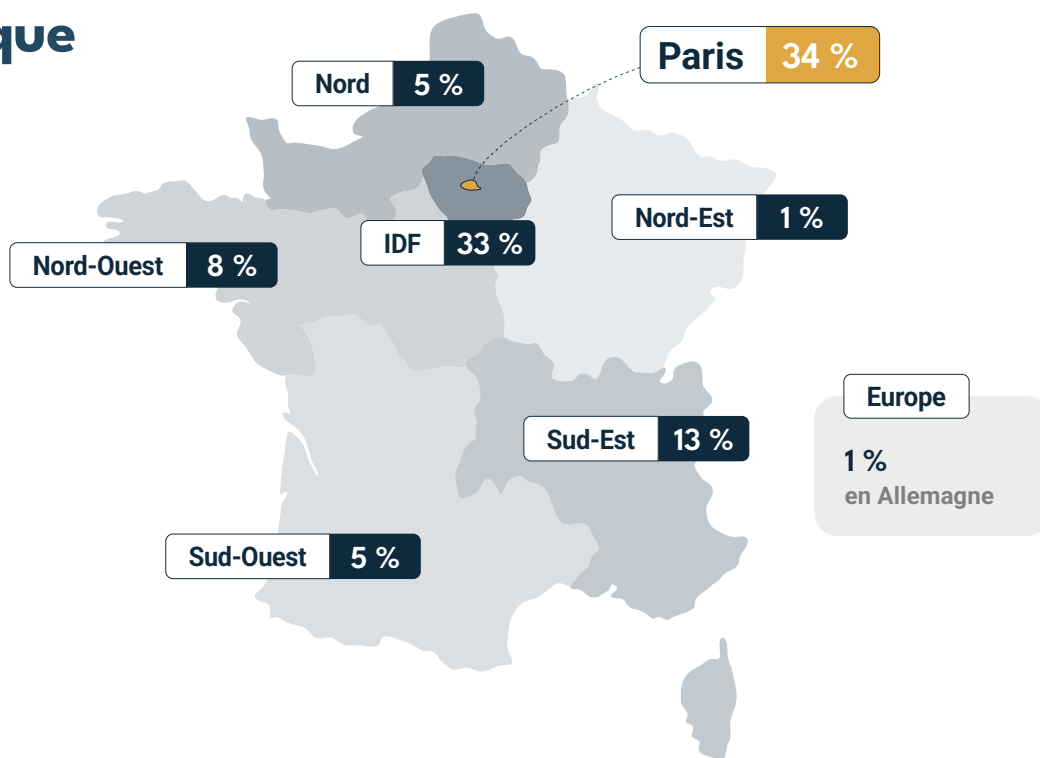 que
Paris 34 %
Nord 5 %
Nord-Est 1 %
IDF 33 %
Nord-Ouest 8 %
Europe
1 %
en Allemagne
Sud-Est 13 %
Sud-Ouest 5 %